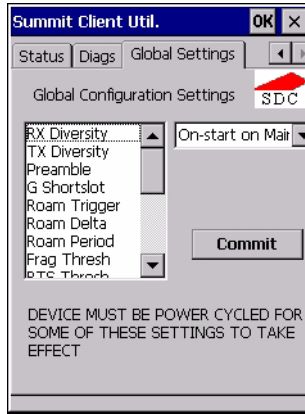 Summit Client Util. OK ×
Status Diags Global Settings
Global Configuration Settings
SDC
RX Diversity
TX Diversity
Preamble
G Shortslot
Roam Trigger
Roam Delta
Roam Period
Frag Thresh
RTS Thresh
On-start on Mair
Commit
DEVICE MUST BE POWER CYCLED FOR
SOME OF THESE SETTINGS TO TAKE
EFFECT